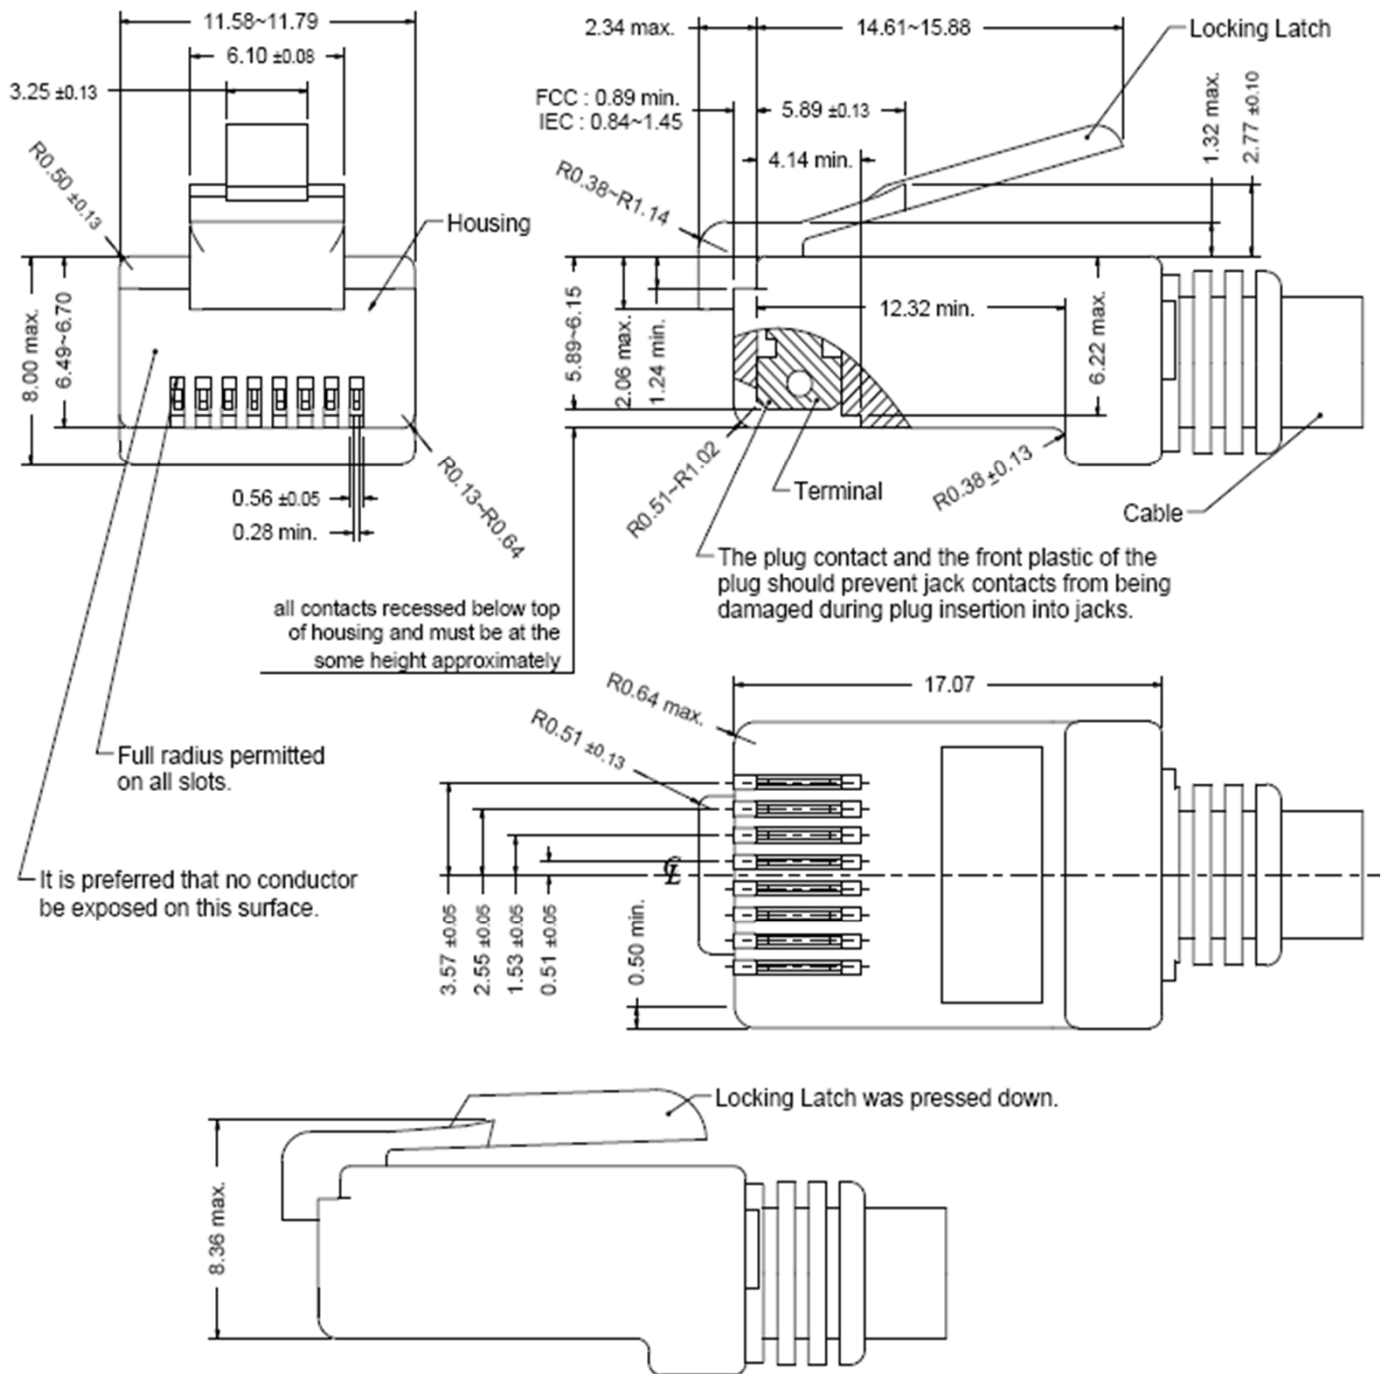 11.58~11.79
6.10 ±0.08
3.25 ±0.13
R0.50 ±0.13
Housing
8.00 max.
6.49~6.70
0.56 ±0.05
0.28 min.
R0.13~R0.64
2.34 max.
14.61~15.88
Locking Latch
FCC : 0.89 min.
IEC : 0.84~1.45
5.89 ±0.13
4.14 min.
1.32 max.
2.77 ±0.10
R0.38~R1.14
5.89~6.15
2.06 max.
1.24 min.
12.32 min.
6.22 max.
R0.51~R1.02
Terminal
R0.38 ±0.13
Cable
The plug contact and the front plastic of the
plug should prevent jack contacts from being
damaged during plug insertion into jacks.
all contacts recessed below top
of housing and must be at the
some height approximately
Full radius permitted
on all slots.
It is preferred that no conductor
be exposed on this surface.
R0.64 max.
17.07
R0.51 ±0.13
℄
3.57 ±0.05
2.55 ±0.05
1.53 ±0.05
0.51 ±0.05
0.50 min.
Locking Latch was pressed down.
8.36 max.